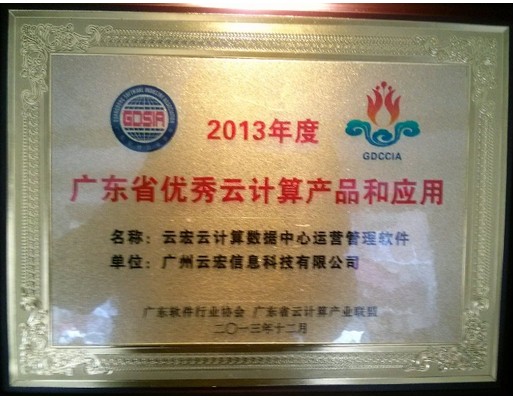 GDSIA
2013年度
GDCCIA
广东省优秀云计算产品和应用
名称：云宏云计算数据中心运营管理软件
单位：广州云宏信息科技有限公司
广东软件行业协会 广东省云计算产业联盟
二〇一三年十二月